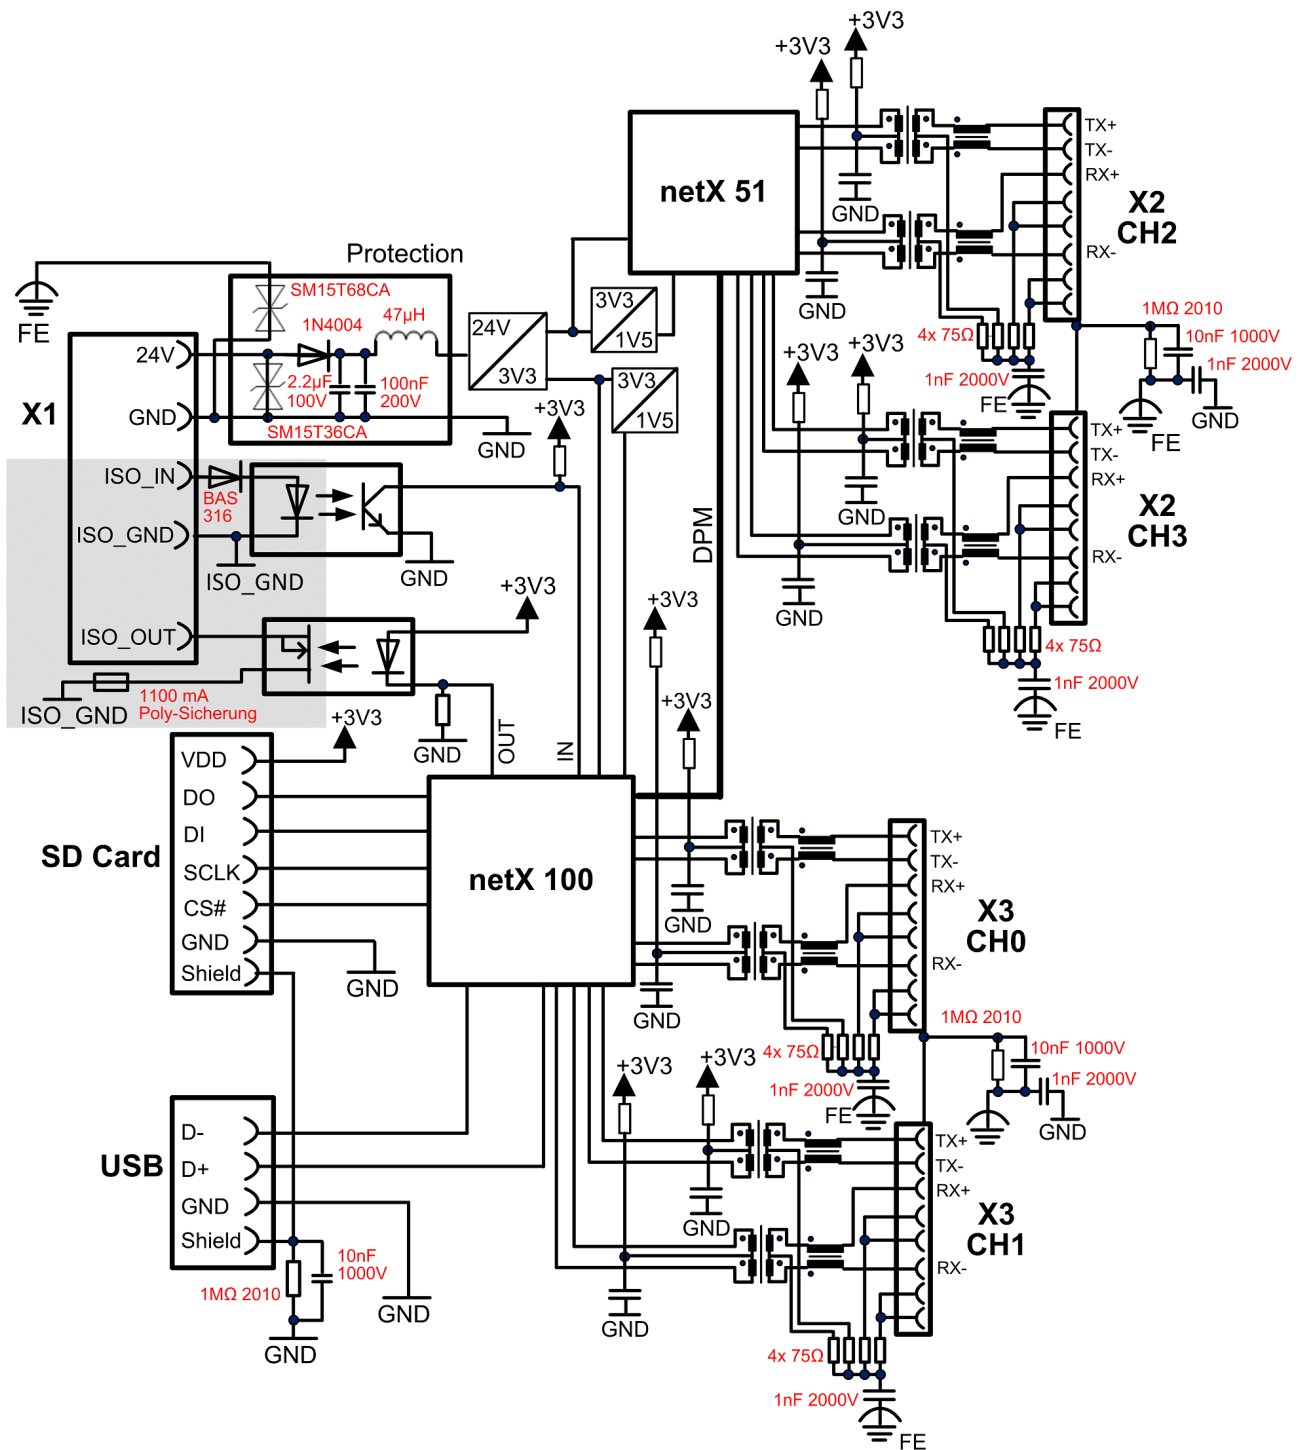 +3V3
+3V3
netX 51
GND
GND
TX+
TX-
RX+
RX-
X2
CH2
Protection
FE
SM15T68CA
1N4004
47µH
2.2µF
100V
100nF
200V
SM15T36CA
24V
3V3
3V3
1V5
3V3
1V5
4x 75Ω
1nF 2000V
FE
1MΩ 2010
10nF 1000V
1nF 2000V
FE
GND
X1
24V
GND
ISO_IN
ISO_GND
ISO_OUT
GND
+3V3
BAS
316
ISO_GND
GND
+3V3
ISO_GND
1100 mA
Poly-Sicherung
GND
OUT
IN
DPM
+3V3
+3V3
GND
GND
TX+
TX-
RX+
RX-
X2
CH3
4x 75Ω
1nF 2000V
FE
+3V3
+3V3
+3V3
SD Card
VDD
DO
DI
SCLK
CS#
GND
Shield
GND
netX 100
GND
GND
TX+
TX-
RX+
RX-
X3
CH0
4x 75Ω
1nF 2000V
FE
1MΩ 2010
10nF 1000V
1nF 2000V
GND
USB
D-
D+
GND
Shield
1MΩ 2010
10nF
1000V
GND
GND
+3V3
+3V3
GND
GND
TX+
TX-
RX+
RX-
X3
CH1
4x 75Ω
1nF 2000V
FE